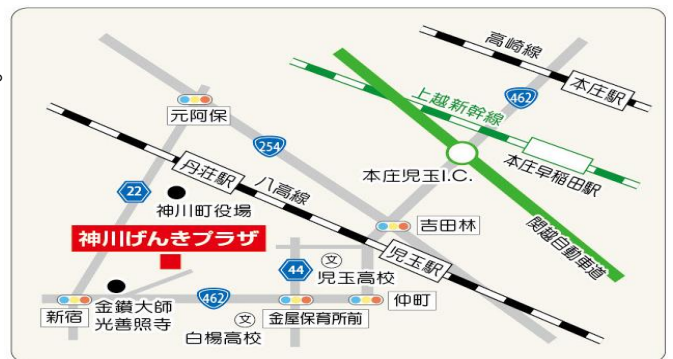 高崎線
本庄駅
462
上越新幹線
本庄早稲田駅
元阿保
254
本庄児玉I.C.
丹荘駅
八高線
関越自動車道
22
神川町役場
吉田林
神川げんきプラザ
児玉駅
文
児玉高校
44
462
仲町
新宿
金鑚大師
光善照寺
金屋保育所前
文
白楊高校